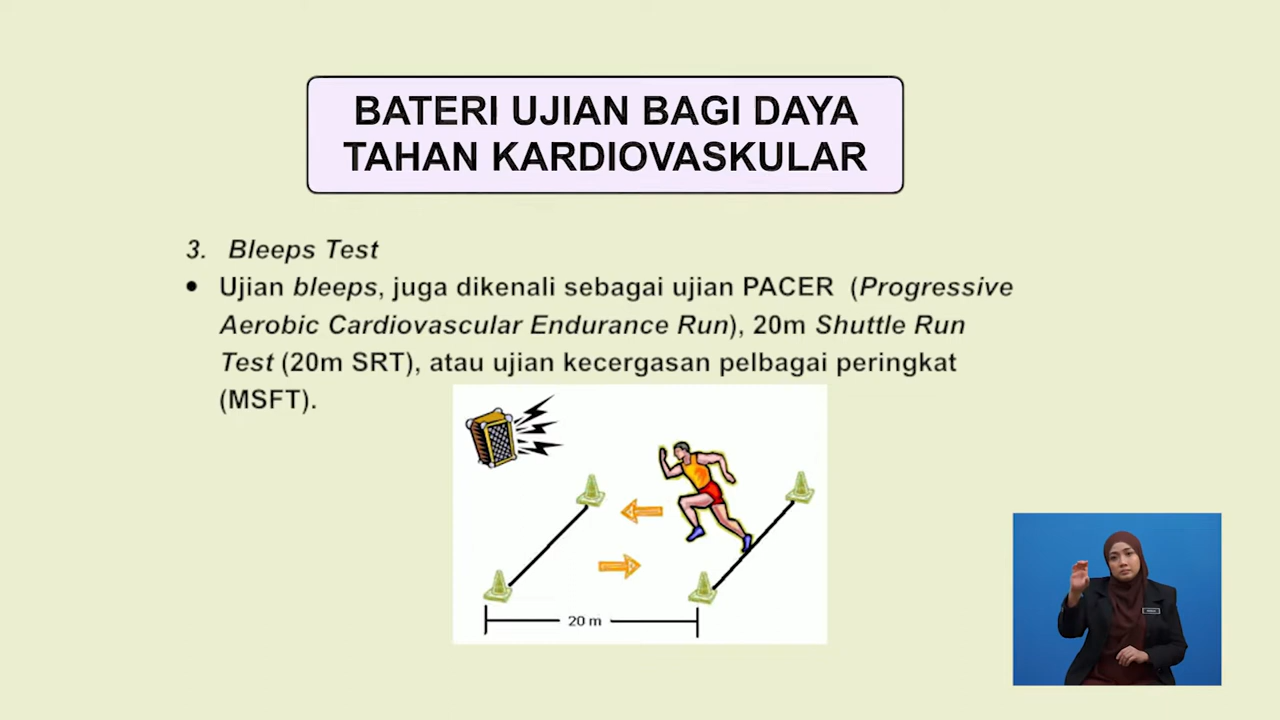 BATERI UJIAN BAGI DAYA
TAHAN KARDIOVASKULAR
3. Bleeps Test
• Ujian bleeps, juga dikenali sebagai ujian PACER (Progressive
Aerobic Cardiovascular Endurance Run), 20m Shuttle Run
Test (20m SRT), atau ujian kecergasan pelbagai peringkat
(MSFT).
20 m